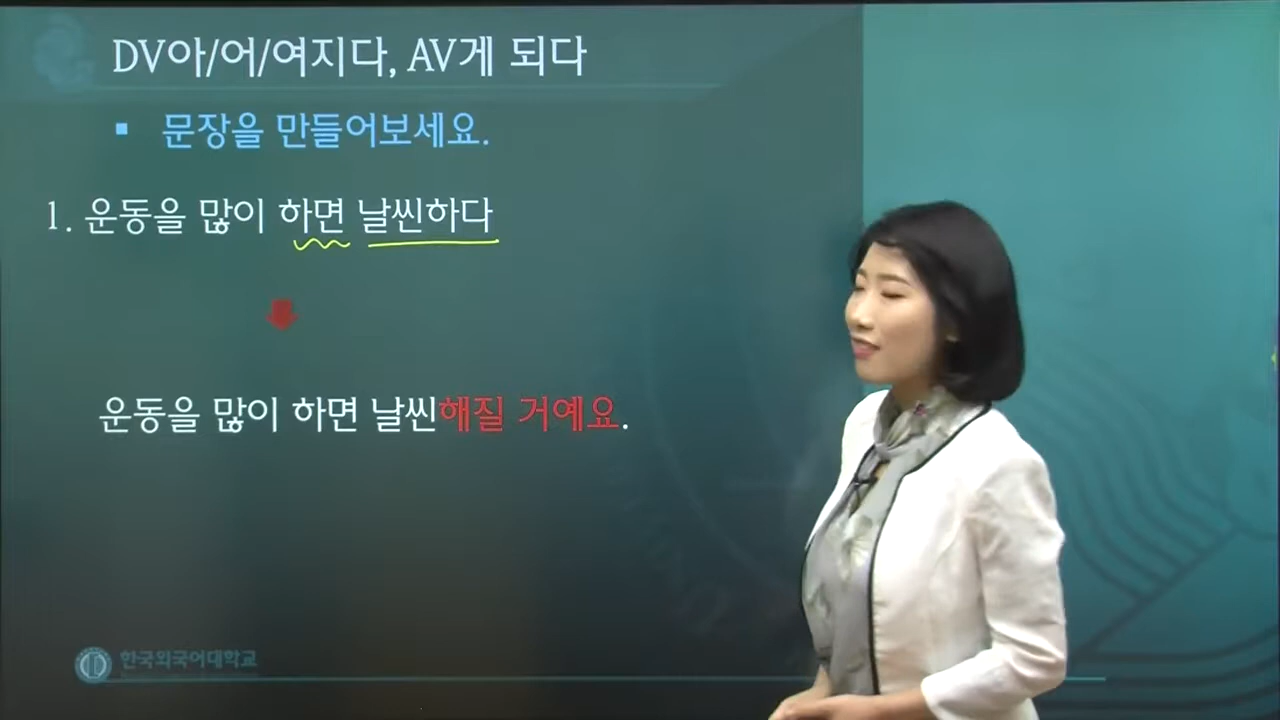 DV아/어/여지다, AV게 되다
▪ 문장을 만들어보세요.
1. 운동을 많이 하면 날씬하다
운동을 많이 하면 날씬해질 거예요.
한국외국어대학교